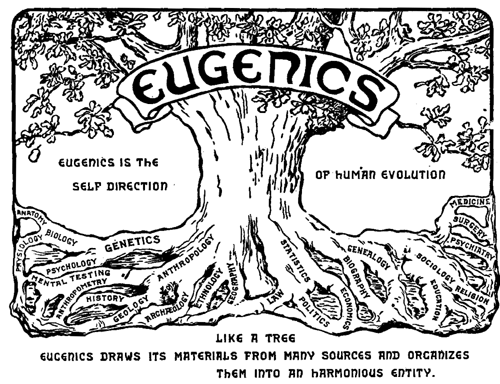 EUGENICS
EUGENICS IS THE
SELF DIRECTION
OF HUMAN EVOLUTION
ANATOMY
PHYSIOLOGY
BIOLOGY
GENETICS
PSYCHOLOGY
MENTAL TESTING
ANTHROPOMETRY
HISTORY
GEOLOGY
ANTHROPOLOGY
ARCHAEOLOGY
ETHNOLOGY
GEOGRAPHY
LAW
STATISTICS
POLITICS
ECONOMICS
BIOGRAPHY
GENEALOGY
EDUCATION
SOCIOLOGY
RELIGION
PSYCHIATRY
SURGERY
MEDICINE
LIKE A TREE
EUGENICS DRAWS ITS MATERIALS FROM MANY SOURCES AND ORGANIZES
THEM INTO AN HARMONIOUS ENTITY.